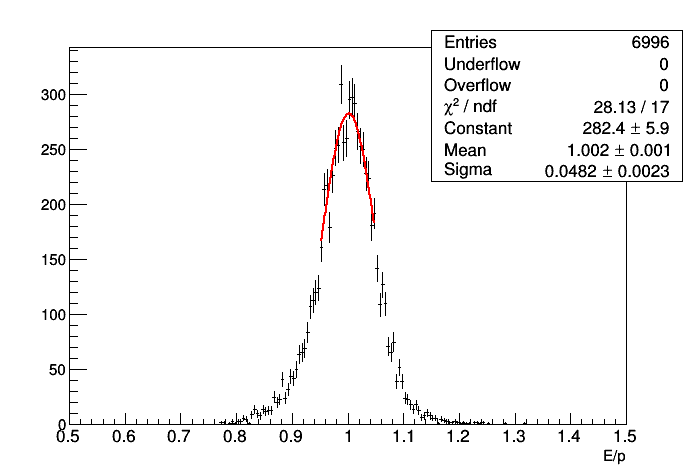 Entries 6996
Underflow 0
Overflow 0
χ² / ndf 28.13 / 17
Constant 282.4 ± 5.9
Mean 1.002 ± 0.001
Sigma 0.0482 ± 0.0023
300
250
200
150
100
50
0
0.5 0.6 0.7 0.8 0.9 1 1.1 1.2 1.3 1.4 1.5
E/p